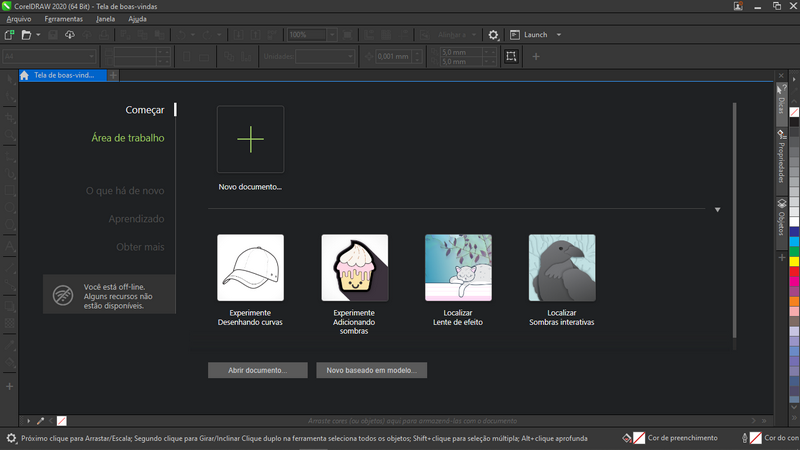 CorelDRAW 2020 (64 Bit) - Tela de boas-vindas
Arquivo Ferramentas Janela Ajuda
100% Launch
A4 Unidades: 0,001 mm 5,0 mm
5,0 mm
Tela de boas-vind...
Começar
Área de trabalho
O que há de novo
Aprendizado
Obter mais
Você está off-line.
Alguns recursos não
estão disponíveis.
Novo documento...
Experimente
Desenhando curvas
Experimente
Adicionando
sombras
Localizar
Lente de efeito
Localizar
Sombras interativas
Abrir documento...
Novo baseado em modelo...
Dicas
Propriedades
Objetos
Arraste cores (ou objetos) aqui para armazená-los com o documento
Próximo clique para Arrastar/Escala; Segundo clique para Girar/Inclinar Clique duplo na ferramenta seleciona todos os objetos; Shift+clique para seleção múltipla; Alt+clique aprofunda
Cor de preenchimento
Cor do con